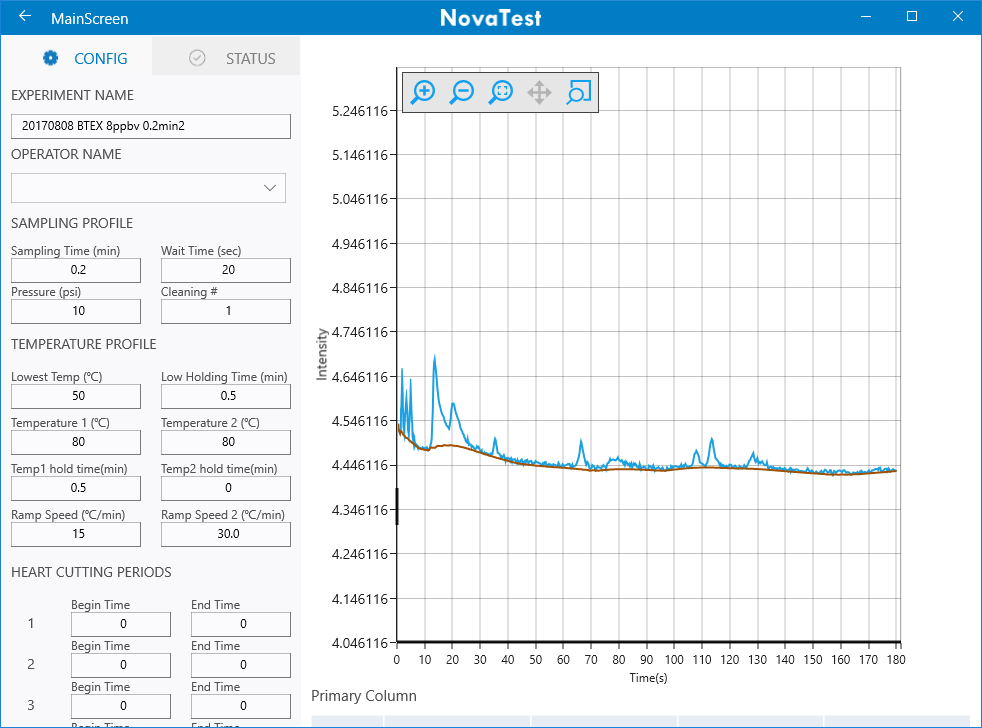 MainScreen
NovaTest
CONFIG
STATUS
EXPERIMENT NAME
20170808 BTEX 8ppbv 0.2min2
OPERATOR NAME
SAMPLING PROFILE
Sampling Time (min) Wait Time (sec)
0.2 20
Pressure (psi) Cleaning #
10 1
TEMPERATURE PROFILE
Lowest Temp (℃) Low Holding Time (min)
50 0.5
Temperature 1 (℃) Temperature 2 (℃)
80 80
Temp1 hold time(min) Temp2 hold time(min)
0.5 0
Ramp Speed (℃/min) Ramp Speed 2 (℃/min)
15 30.0
HEART CUTTING PERIODS
Begin Time End Time
1 0 0
Begin Time End Time
2 0 0
Begin Time End Time
3 0 0
Begin Time End Time
5.246116
5.146116
5.046116
4.946116
4.846116
4.746116
4.646116
4.546116
4.446116
4.346116
4.246116
4.146116
4.046116
Intensity
0 10 20 30 40 50 60 70 80 90 100 110 120 130 140 150 160 170 180
Time(s)
Primary Column